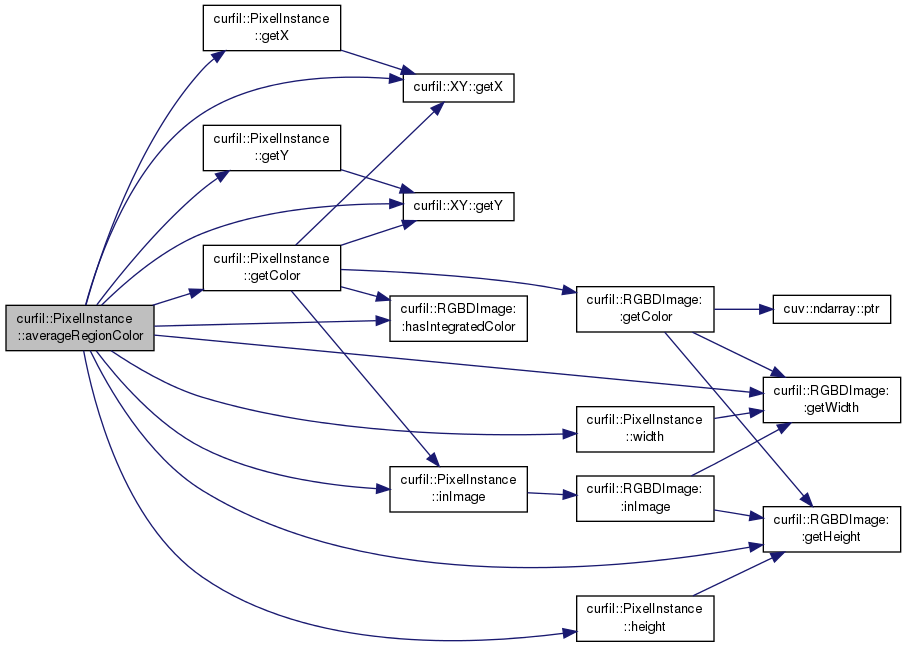 curfil::PixelInstance
::getX
curfil::XY::getX
curfil::PixelInstance
::getY
curfil::XY::getY
curfil::PixelInstance
::getColor
curfil::RGBDImage:
:getColor
cuv::ndarray::ptr
curfil::PixelInstance
::averageRegionColor
curfil::RGBDImage:
:hasIntegratedColor
curfil::RGBDImage:
:getWidth
curfil::PixelInstance
::width
curfil::PixelInstance
::inImage
curfil::RGBDImage:
:inImage
curfil::RGBDImage:
:getHeight
curfil::PixelInstance
::height